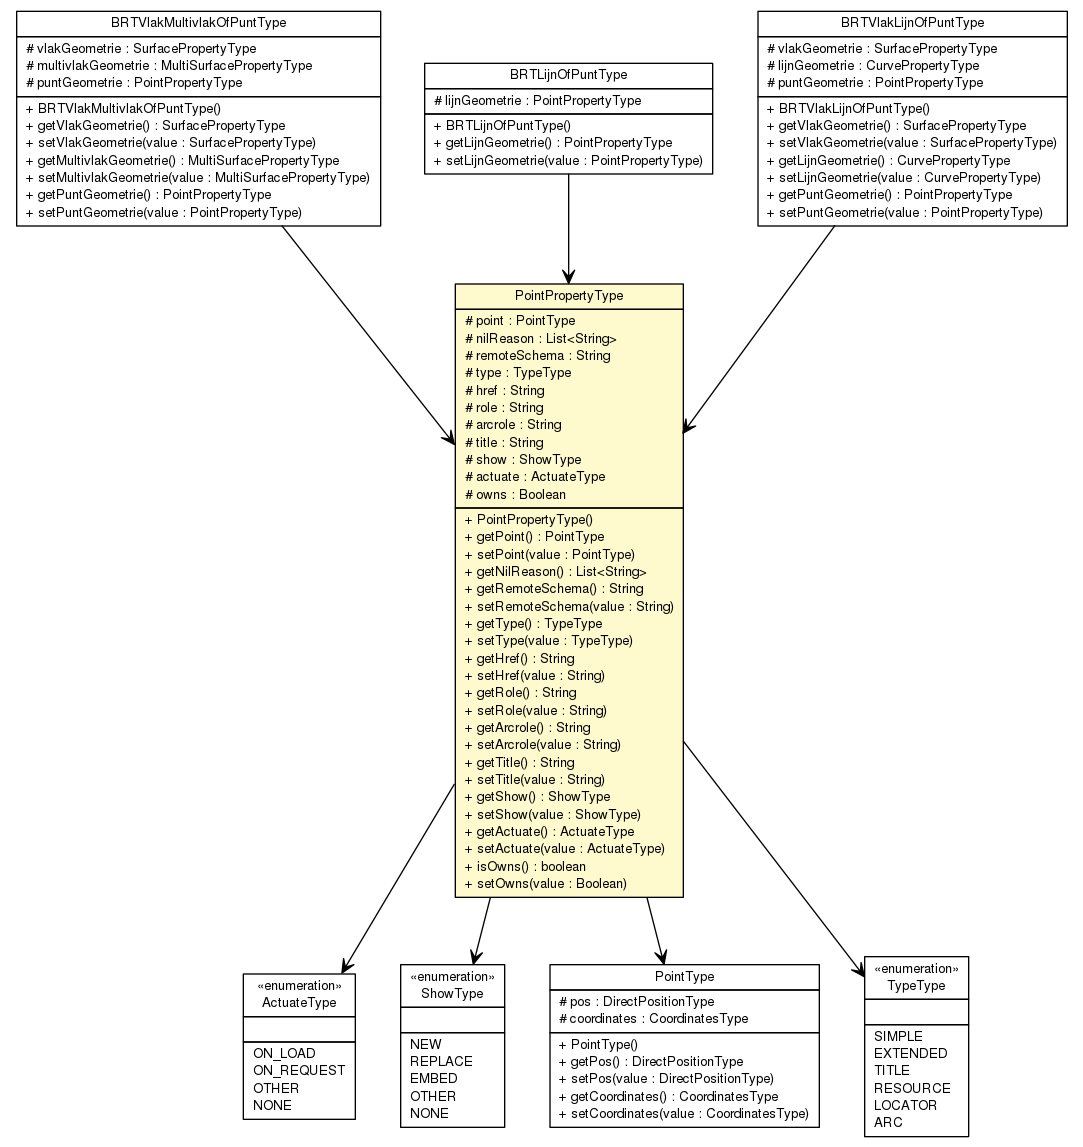 BRTVlakMultivlakOfPuntType
# vlakGeometrie : SurfacePropertyType
# multivlakGeometrie : MultiSurfacePropertyType
# puntGeometrie : PointPropertyType
+ BRTVlakMultivlakOfPuntType()
+ getVlakGeometrie() : SurfacePropertyType
+ setVlakGeometrie(value : SurfacePropertyType)
+ getMultivlakGeometrie() : MultiSurfacePropertyType
+ setMultivlakGeometrie(value : MultiSurfacePropertyType)
+ getPuntGeometrie() : PointPropertyType
+ setPuntGeometrie(value : PointPropertyType)
BRTLijnOfPuntType
# lijnGeometrie : PointPropertyType
+ BRTLijnOfPuntType()
+ getLijnGeometrie() : PointPropertyType
+ setLijnGeometrie(value : PointPropertyType)
BRTVlakLijnOfPuntType
# vlakGeometrie : SurfacePropertyType
# lijnGeometrie : CurvePropertyType
# puntGeometrie : PointPropertyType
+ BRTVlakLijnOfPuntType()
+ getVlakGeometrie() : SurfacePropertyType
+ setVlakGeometrie(value : SurfacePropertyType)
+ getLijnGeometrie() : CurvePropertyType
+ setLijnGeometrie(value : CurvePropertyType)
+ getPuntGeometrie() : PointPropertyType
+ setPuntGeometrie(value : PointPropertyType)
PointPropertyType
# point : PointType
# nilReason : List<String>
# remoteSchema : String
# type : TypeType
# href : String
# role : String
# arcrole : String
# title : String
# show : ShowType
# actuate : ActuateType
# owns : Boolean
+ PointPropertyType()
+ getPoint() : PointType
+ setPoint(value : PointType)
+ getNilReason() : List<String>
+ getRemoteSchema() : String
+ setRemoteSchema(value : String)
+ getType() : TypeType
+ setType(value : TypeType)
+ getHref() : String
+ setHref(value : String)
+ getRole() : String
+ setRole(value : String)
+ getArcrole() : String
+ setArcrole(value : String)
+ getTitle() : String
+ setTitle(value : String)
+ getShow() : ShowType
+ setShow(value : ShowType)
+ getActuate() : ActuateType
+ setActuate(value : ActuateType)
+ isOwns() : boolean
+ setOwns(value : Boolean)
«enumeration»
ActuateType
ON_LOAD
ON_REQUEST
OTHER
NONE
«enumeration»
ShowType
NEW
REPLACE
EMBED
OTHER
NONE
PointType
# pos : DirectPositionType
# coordinates : CoordinatesType
+ PointType()
+ getPos() : DirectPositionType
+ setPos(value : DirectPositionType)
+ getCoordinates() : CoordinatesType
+ setCoordinates(value : CoordinatesType)
«enumeration»
TypeType
SIMPLE
EXTENDED
TITLE
RESOURCE
LOCATOR
ARC